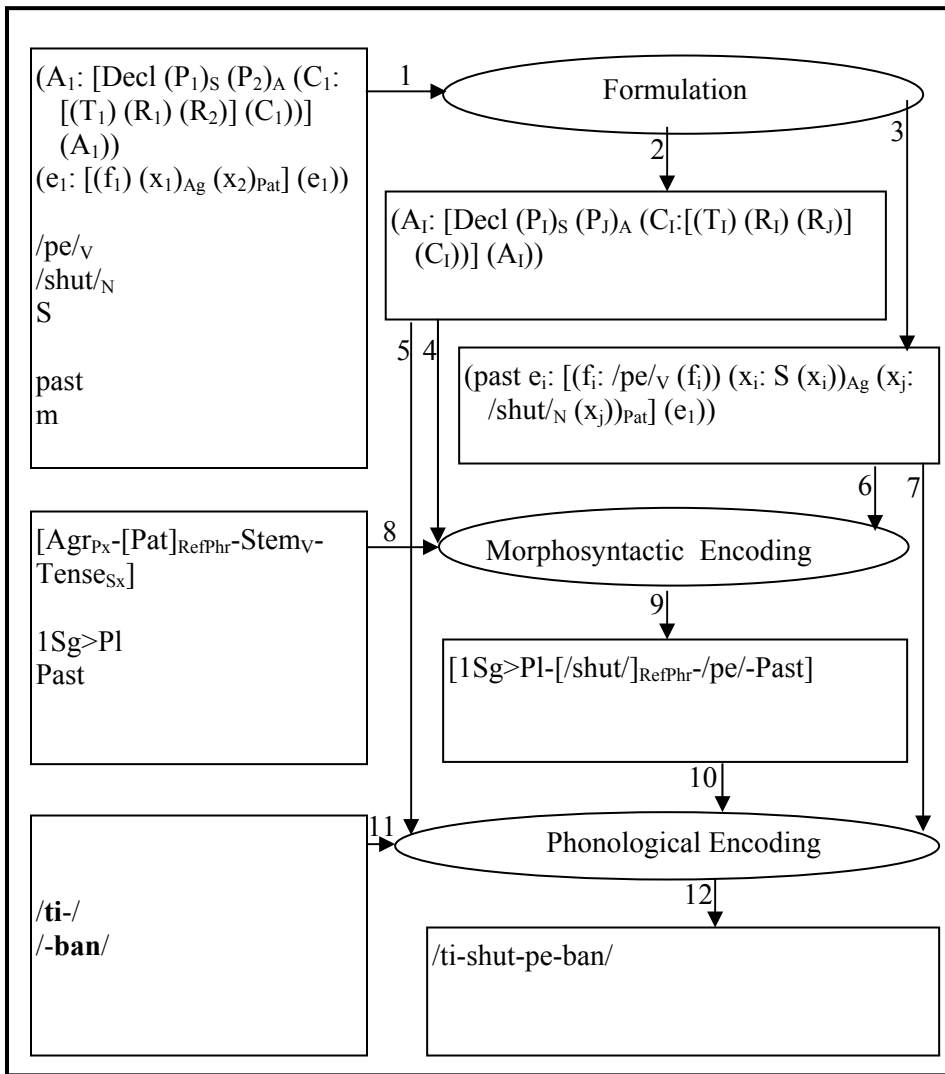 (A₁: [Decl (P₁)S (P₂)A (C₁:
[(T₁) (R₁) (R₂)] (C₁))]
(A₁))
(e₁: [(f₁) (x₁)Ag (x₂)Pat] (e₁))
/pe/V
/shut/N
S
past
m
1
Formulation
2
3
(AI: [Decl (PI)S (PJ)A (CI:[(TI) (RI) (RJ)]
(CI))] (AI))
5
4
(past ei: [(fi: /pe/V (fi)) (xi: S (xi))Ag (xj:
/shut/N (xj))Pat] (e₁))
6
7
[AgrPx-[Pat]RefPhr-StemV-
TenseSx]
1Sg>Pl
Past
8
Morphosyntactic Encoding
9
[1Sg>Pl-[/shut/]RefPhr-/pe/-Past]
10
/ti-/
/-ban/
11
Phonological Encoding
12
/ti-shut-pe-ban/